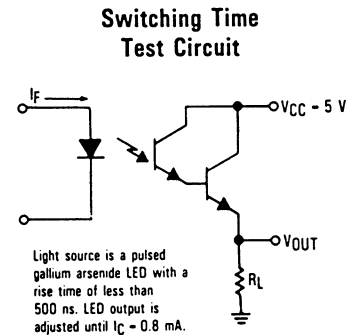 Switching Time
Test Circuit
IF
VCC - 5 V
VOUT
RL
Light source is a pulsed
gallium arsenide LED with a
rise time of less than
500 ns. LED output is
adjusted until IC - 0.8 mA.